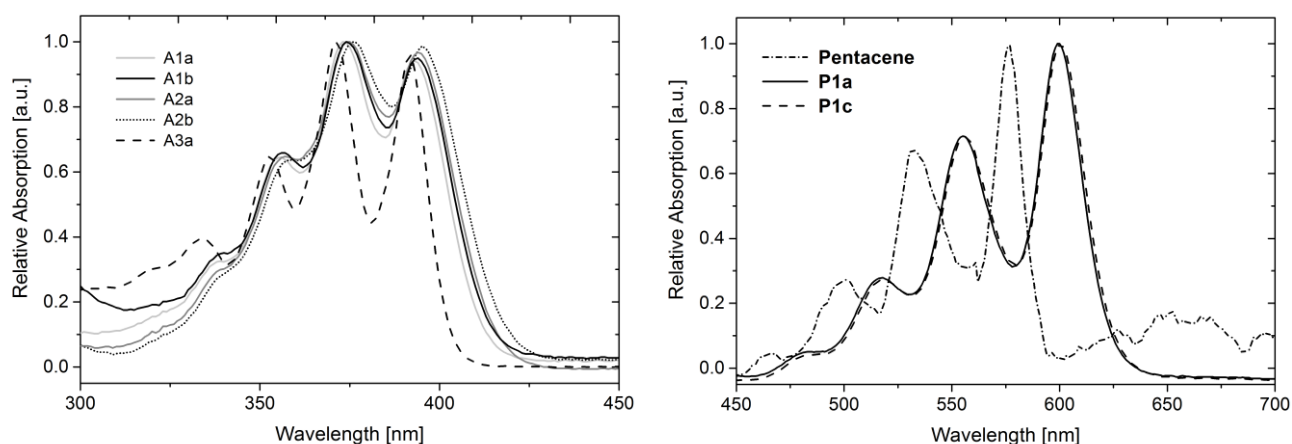 A1a
A1b
A2a
A2b
A3a
1.0
0.8
0.6
0.4
0.2
0.0
Relative Absorption [a.u.]
300
350
400
450
Wavelength [nm]
Pentacene
P1a
P1c
1.0
0.8
0.6
0.4
0.2
0.0
Relative Absorption [a.u.]
450
500
550
600
650
700
Wavelength [nm]